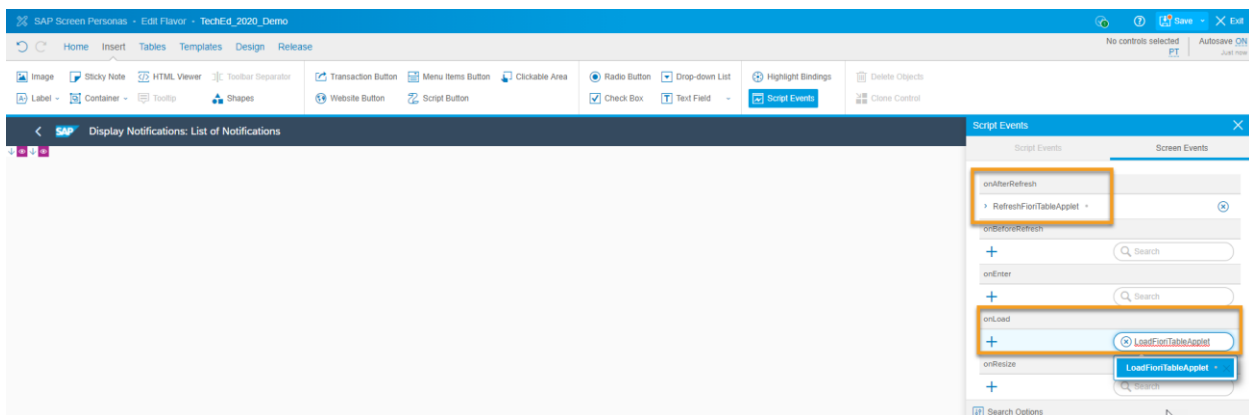 SAP Screen Personas • Edit Flavor • TechEd_2020_Demo
Save
Exit
Home Insert Tables Templates Design Release
No controls selected
PT
Autosave ON
Just now
Image Sticky Note HTML Viewer Toolbar Separator Transaction Button Menu Items Button Clickable Area Radio Button Drop-down List Highlight Bindings Delete Objects
Label Container Tooltip Shapes Website Button Script Button Check Box Text Field Script Events Clone Control
SAP Display Notifications: List of Notifications
Script Events
Script Events Screen Events
onAfterRefresh
RefreshFioriTableApplet
onBeforeRefresh
Search
onEnter
Search
onLoad
LoadFioriTableApplet
onResize
LoadFioriTableApplet
Search
Search Options